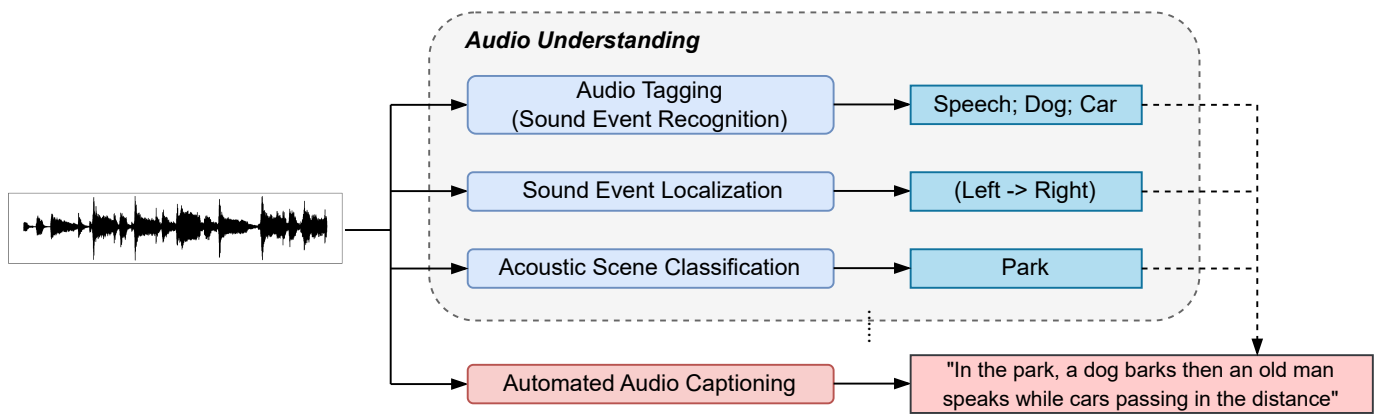 Audio Understanding
Audio Tagging
(Sound Event Recognition)
Speech; Dog; Car
Sound Event Localization
(Left -> Right)
Acoustic Scene Classification
Park
Automated Audio Captioning
"In the park, a dog barks then an old man
speaks while cars passing in the distance"